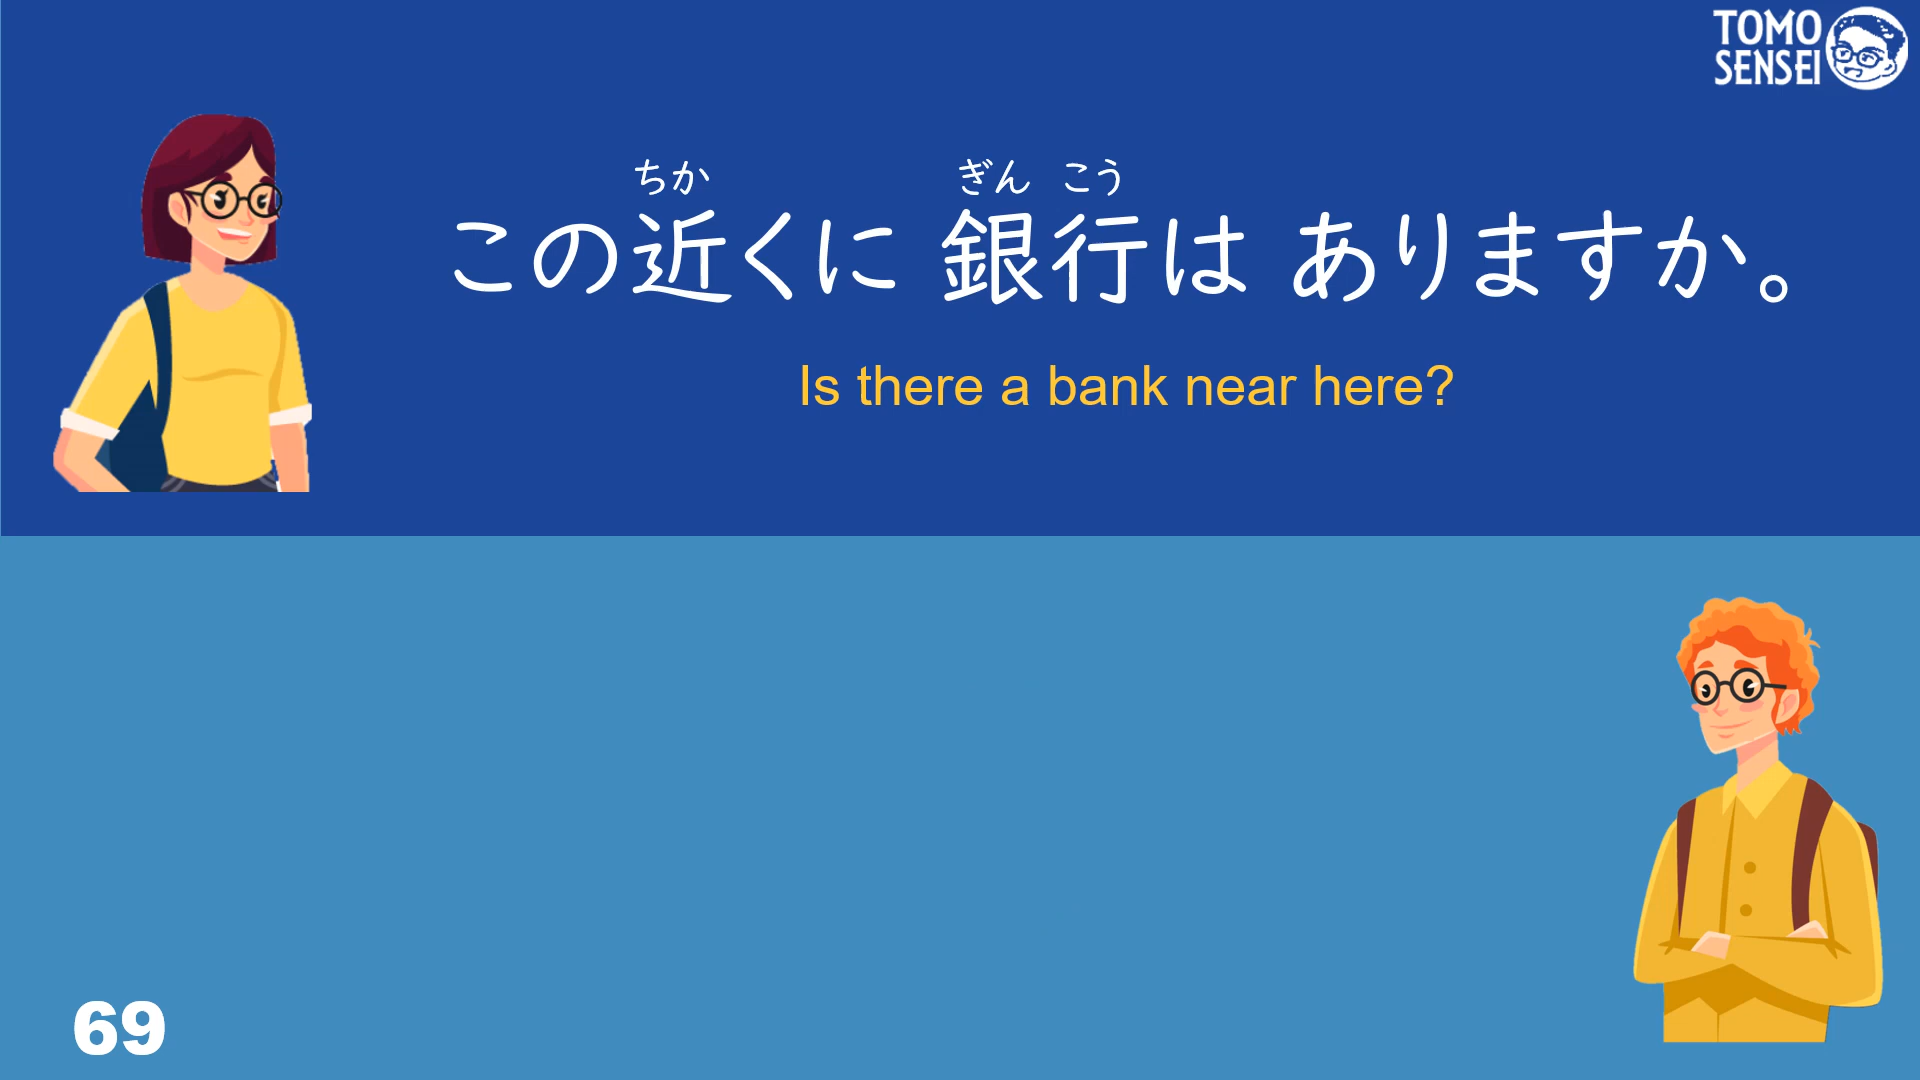 TOMO
SENSEI
ちか ぎん こう
この近くに 銀行は ありますか。
Is there a bank near here?
69